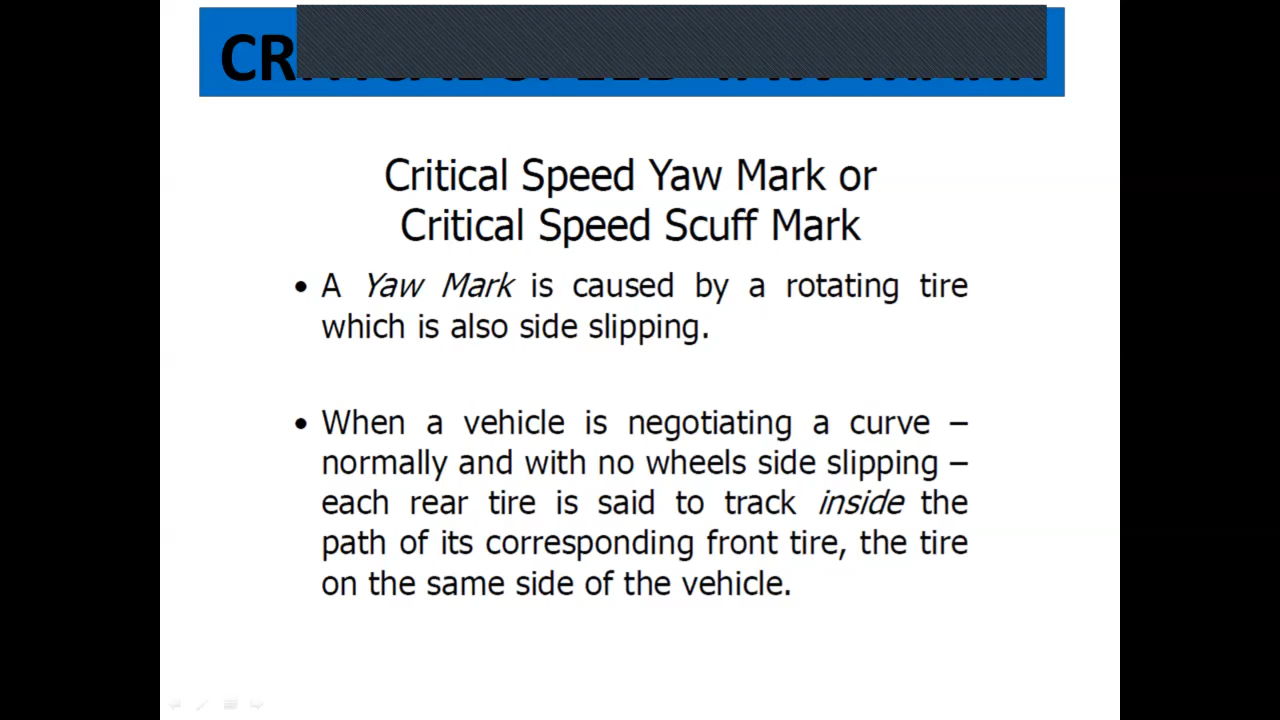 Critical Speed Yaw Mark or
Critical Speed Scuff Mark
• A Yaw Mark is caused by a rotating tire
which is also side slipping.
• When a vehicle is negotiating a curve –
normally and with no wheels side slipping –
each rear tire is said to track inside the
path of its corresponding front tire, the tire
on the same side of the vehicle.